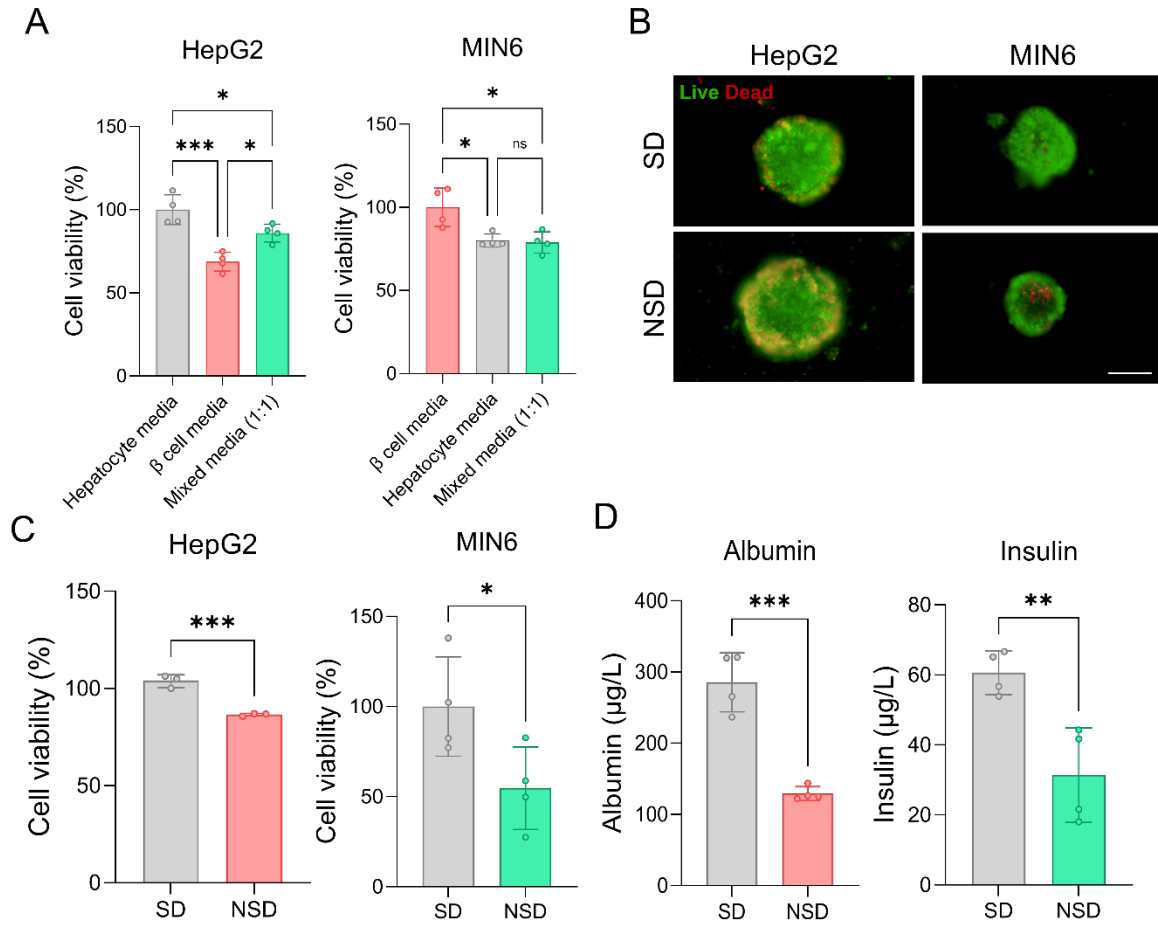 A
HepG2
MIN6
Cell viability (%)
150
100
50
0
*
***
*
Hepatocyte media
β cell media
Mixed media (1:1)
Cell viability (%)
150
100
50
0
*
*
ns
β cell media
Hepatocyte media
Mixed media (1:1)
B
HepG2
MIN6
Live Dead
SD
NSD
C
HepG2
MIN6
Cell viability (%)
150
100
50
0
***
SD
NSD
Cell viability (%)
150
100
50
0
*
SD
NSD
D
Albumin
Insulin
Albumin (µg/L)
400
300
200
100
0
***
SD
NSD
Insulin (µg/L)
80
60
40
20
0
**
SD
NSD